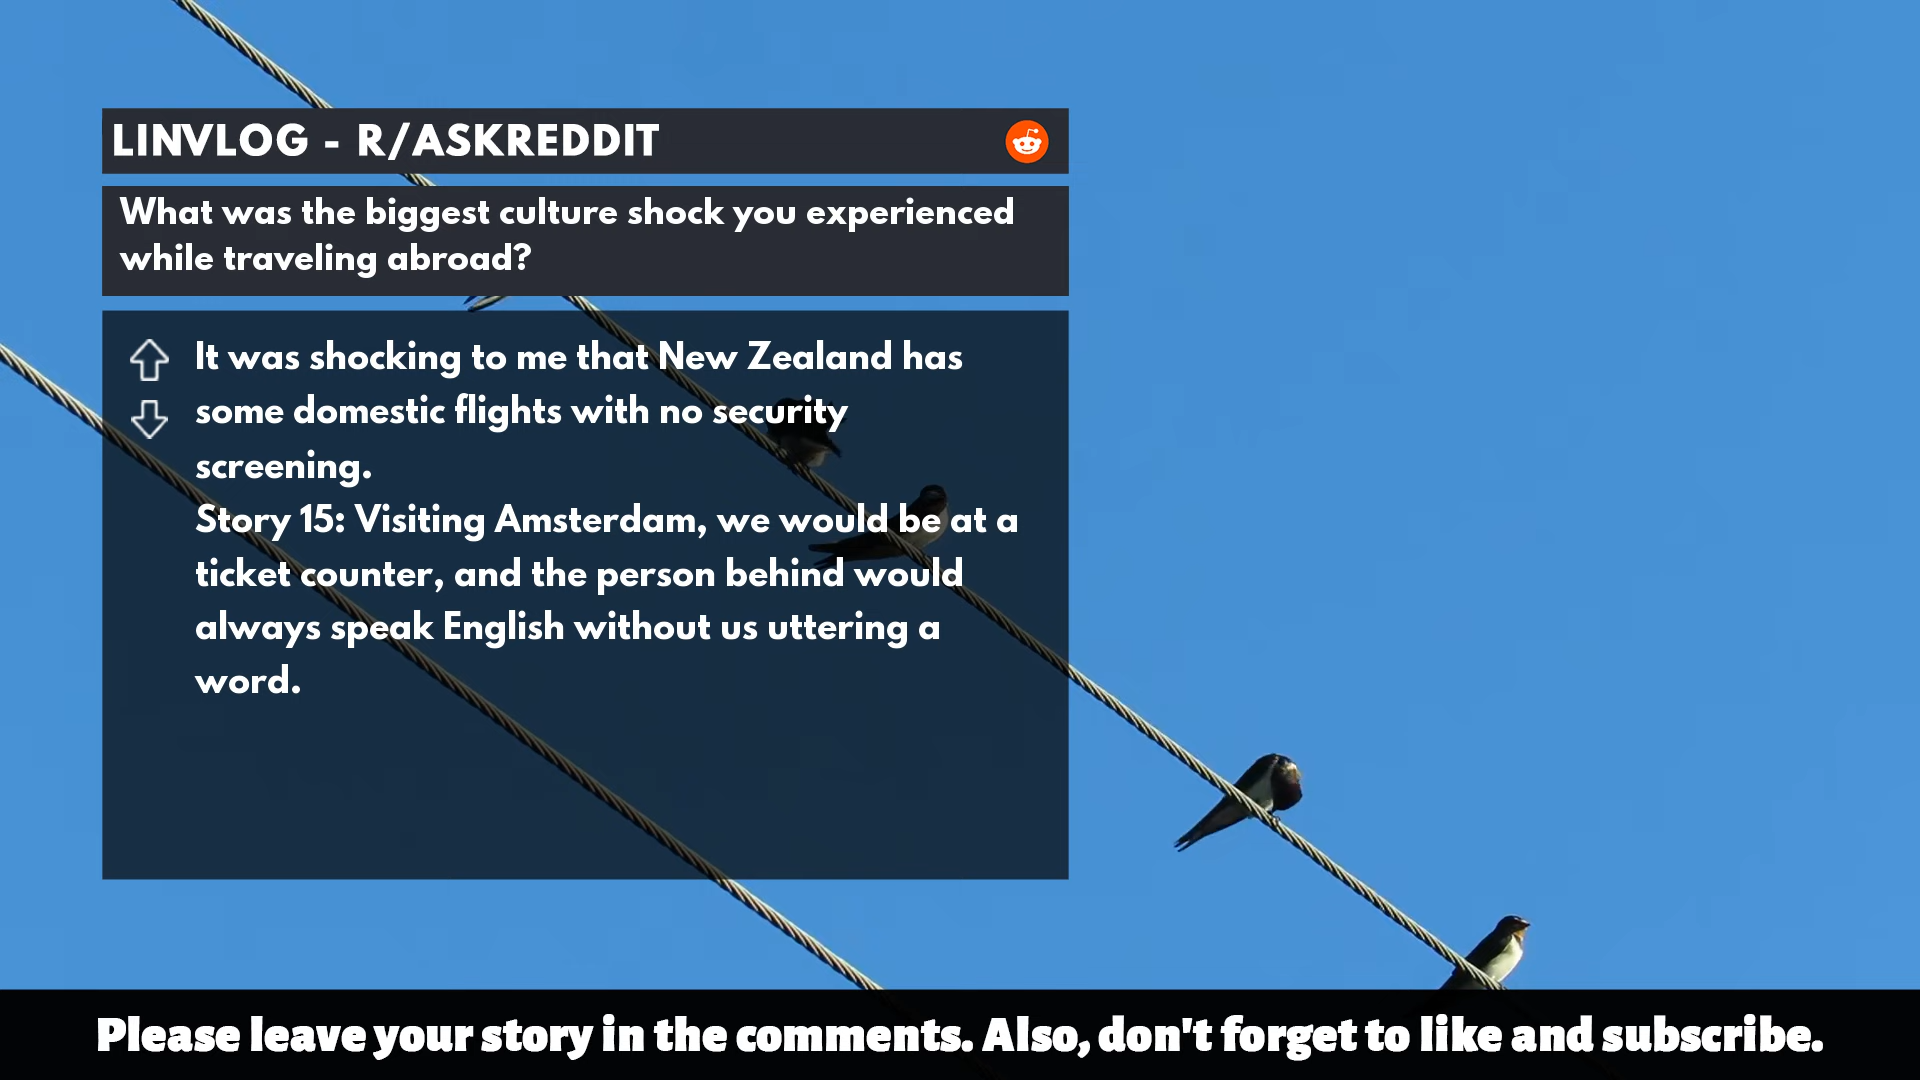 LINVLOG - R/ASKREDDIT
What was the biggest culture shock you experienced
while traveling abroad?
It was shocking to me that New Zealand has
some domestic flights with no security
screening.
Story 15: Visiting Amsterdam, we would be at a
ticket counter, and the person behind would
always speak English without us uttering a
word.
Please leave your story in the comments. Also, don't forget to like and subscribe.